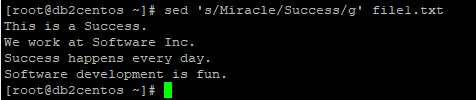 [root@db2centos ~]# sed 's/Miracle/Success/g' file1.txt
This is a Success.
We work at Software Inc.
Success happens every day.
Software development is fun.
[root@db2centos ~]#